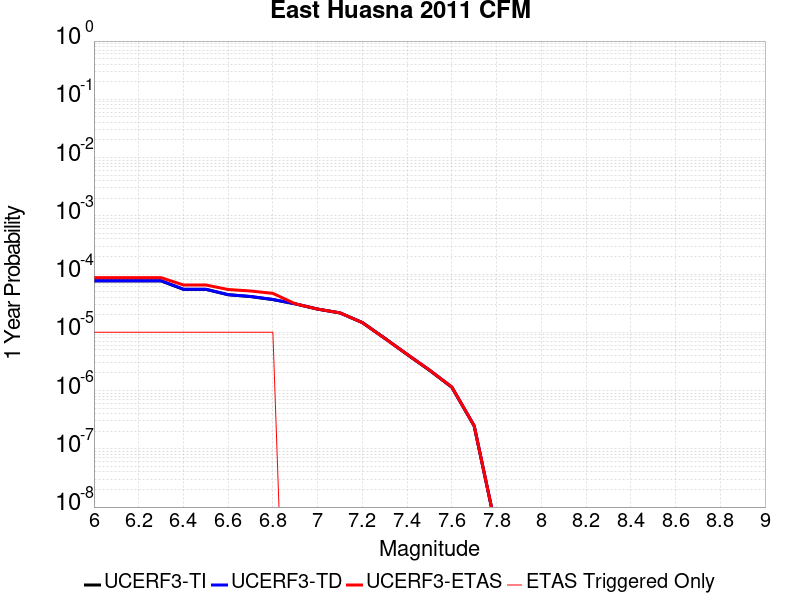 East Huasna 2011 CFM
1 Year Probability
10^0
10^-1
10^-2
10^-3
10^-4
10^-5
10^-6
10^-7
10^-8
6 6.2 6.4 6.6 6.8 7 7.2 7.4 7.6 7.8 8 8.2 8.4 8.6 8.8 9
Magnitude
UCERF3-TI UCERF3-TD UCERF3-ETAS ETAS Triggered Only